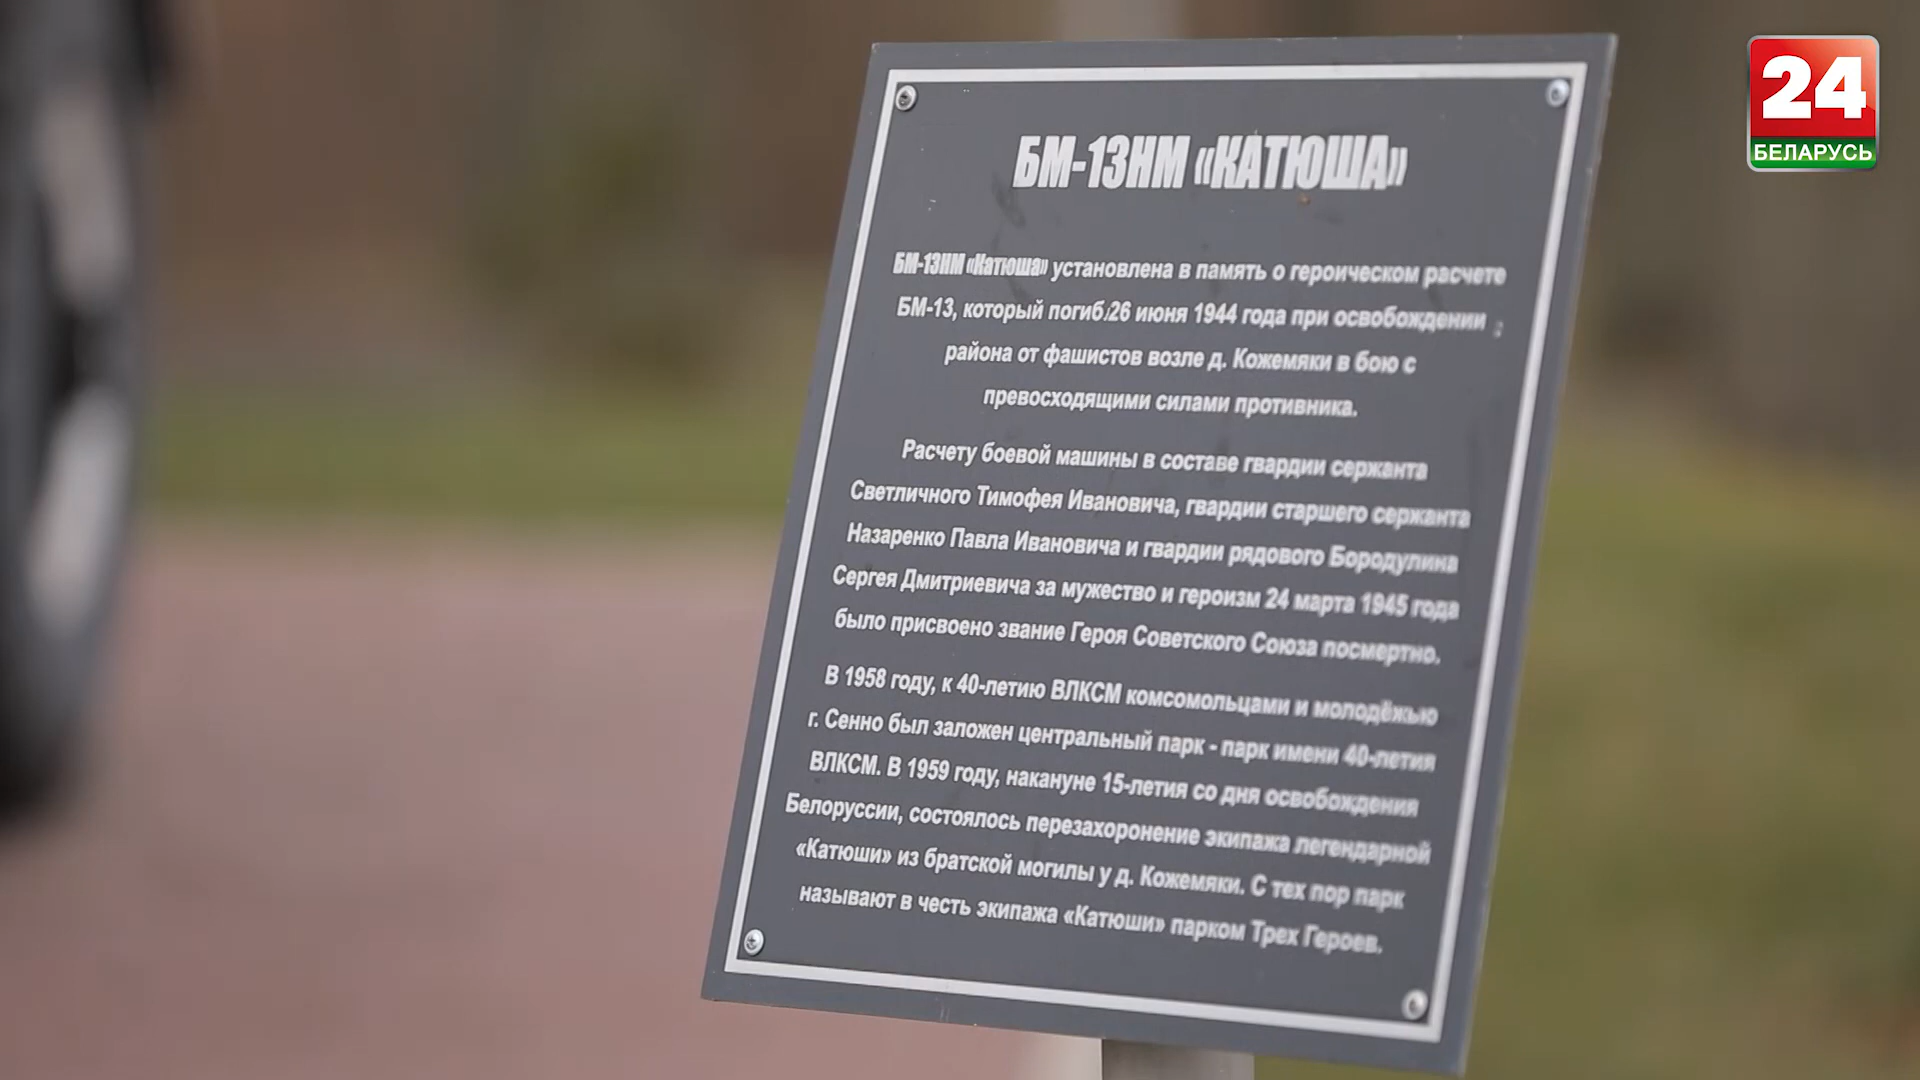 24
БЕЛАРУСЬ
БМ-13НМ «КАТЮША»
БМ-13НМ «Катюша» установлена в память о героическом расчете
БМ-13, который погиб 26 июня 1944 года при освобождении
района от фашистов возле д. Кожемяки в бою с
превосходящими силами противника.
Расчету боевой машины в составе гвардии сержанта
Светличного Тимофея Ивановича, гвардии старшего сержанта
Назаренко Павла Ивановича и гвардии рядового Бородулина
Сергея Дмитриевича за мужество и героизм 24 марта 1945 года
было присвоено звание Героя Советского Союза посмертно.
В 1958 году, к 40-летию ВЛКСМ комсомольцами и молодёжью
г. Сенно был заложен центральный парк - парк имени 40-летия
ВЛКСМ. В 1959 году, накануне 15-летия со дня освобождения
Белоруссии, состоялось перезахоронение экипажа легендарной
«Катюши» из братской могилы у д. Кожемяки. С тех пор парк
называют в честь экипажа «Катюши» парком Трех Героев.